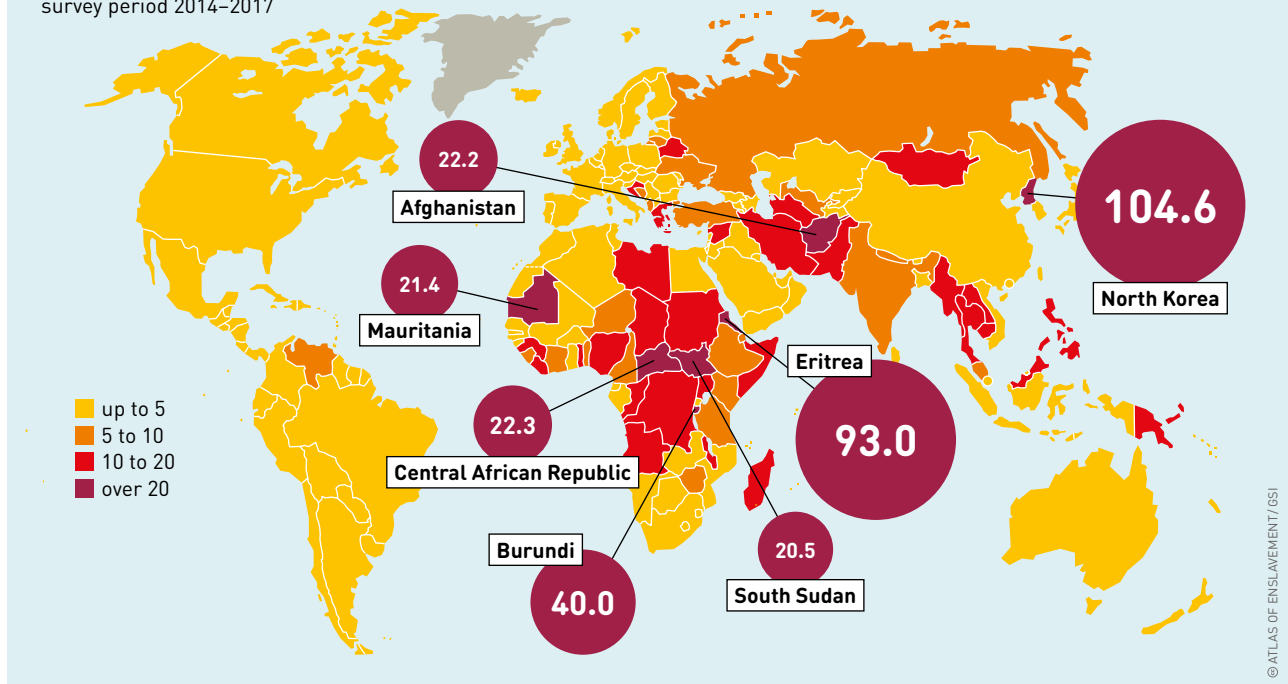 survey period 2014–2017
22.2
Afghanistan
104.6
North Korea
21.4
Mauritania
Eritrea
93.0
up to 5
5 to 10
10 to 20
over 20
22.3
Central African Republic
Burundi
40.0
20.5
South Sudan
© ATLAS OF ENSLAVEMENT / GSI